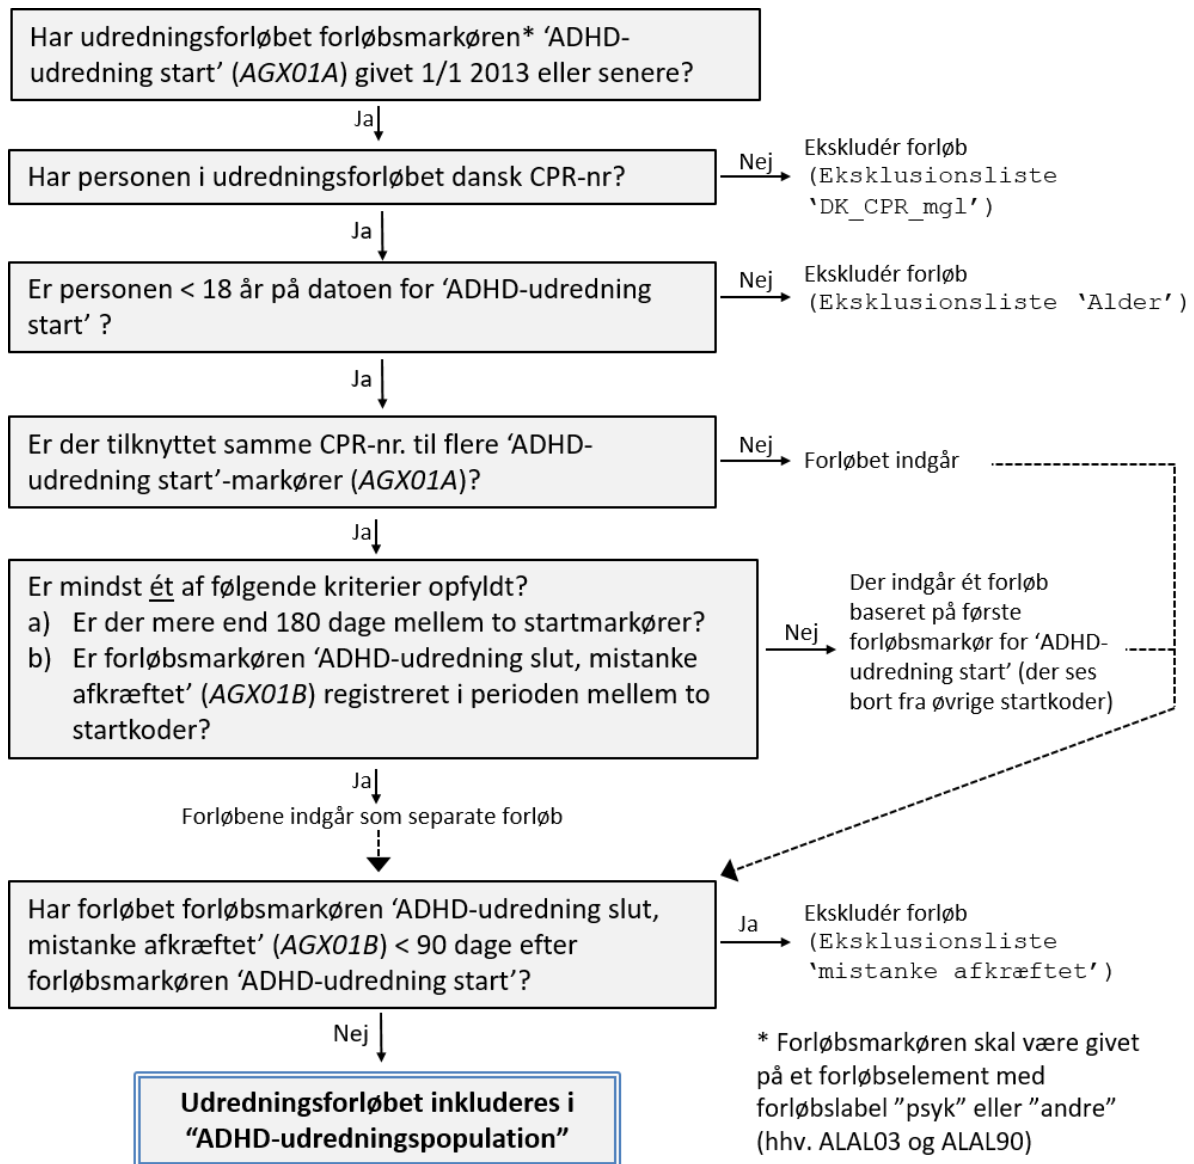 Har udredningsforløbet forløbsmarkøren* ‘ADHD-
udredning start’ (AGX01A) givet 1/1 2013 eller senere?
Ja
Har personen i udredningsforløbet dansk CPR-nr?
Nej
Ekskludér forløb
(Eksklusionsliste
‘DK_CPR_mgl’)
Ja
Er personen < 18 år på datoen for ‘ADHD-udredning
start’ ?
Nej
Ekskludér forløb
(Eksklusionsliste ‘Alder’)
Ja
Er der tilknyttet samme CPR-nr. til flere ‘ADHD-
udredning start’-markører (AGX01A)?
Nej
Forløbet indgår
Ja
Er mindst ét af følgende kriterier opfyldt?
a) Er der mere end 180 dage mellem to startmarkører?
b) Er forløbsmarkøren ‘ADHD-udredning slut, mistanke
afkræftet’ (AGX01B) registreret i perioden mellem to
startkoder?
Nej
Der indgår ét forløb
baseret på første
forløbsmarkør for ‘ADHD-
udredning start’ (der ses
bort fra øvrige startkoder)
Ja
Forløbene indgår som separate forløb
Har forløbet forløbsmarkøren ‘ADHD-udredning slut,
mistanke afkræftet’ (AGX01B) < 90 dage efter
forløbsmarkøren ‘ADHD-udredning start’?
Ja
Ekskludér forløb
(Eksklusionsliste
‘mistanke afkræftet’)
Nej
Udredningsforløbet inkluderes i
“ADHD-udredningspopulation”
* Forløbsmarkøren skal være givet
på et forløbselement med
forløbslabel ”psyk” eller ”andre”
(hhv. ALAL03 og ALAL90)